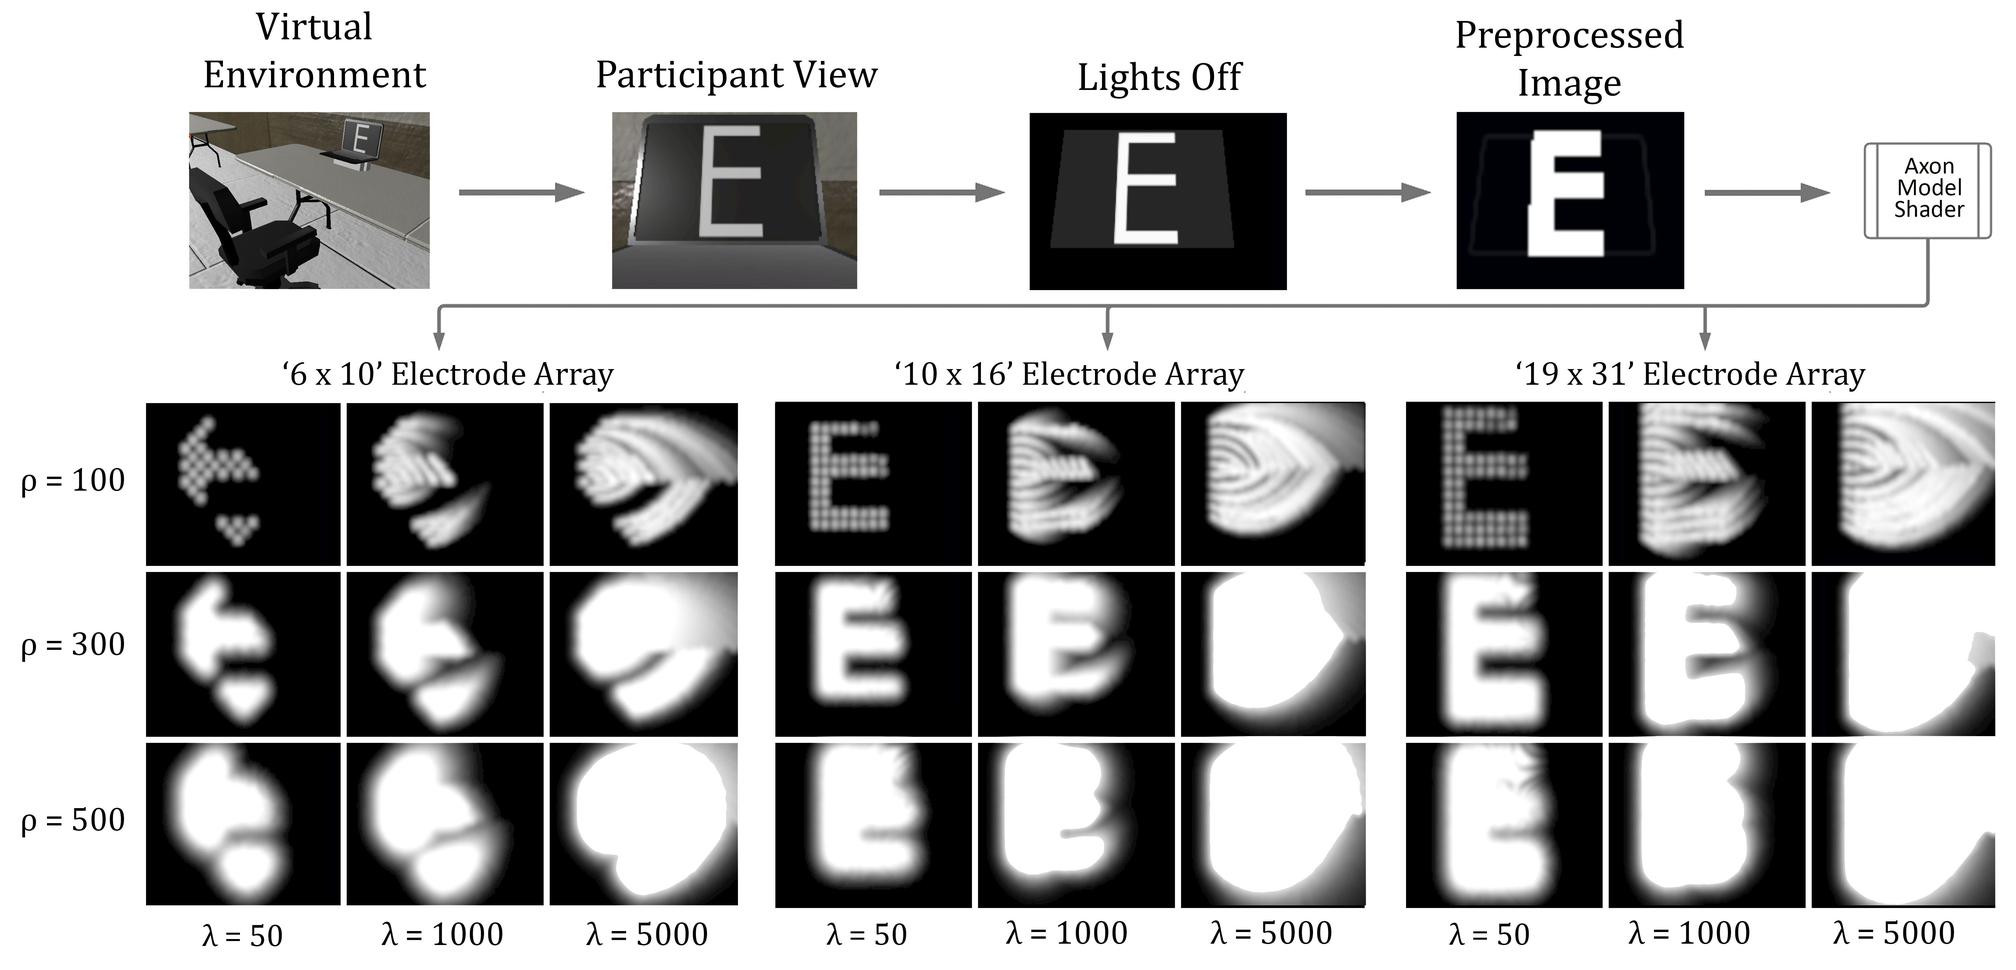 Virtual
Environment
Participant View
Lights Off
Preprocessed
Image
E
E
E
E
Axon
Model
Shader
‘6 x 10’ Electrode Array
‘10 x 16’ Electrode Array
‘19 x 31’ Electrode Array
ρ = 100
ρ = 300
ρ = 500
λ = 50
λ = 1000
λ = 5000
λ = 50
λ = 1000
λ = 5000
λ = 50
λ = 1000
λ = 5000